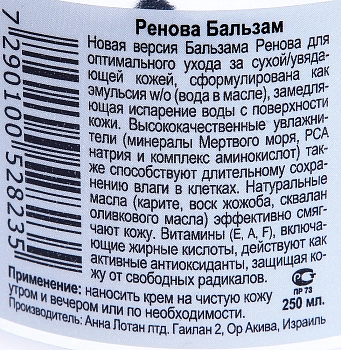 Ренова Бальзам
Новая версия Бальзама Ренова для
оптимального ухода за сухой/увяда-
ющей кожей, сформулирована как
эмульсия w/o (вода в масле), замедля-
ющая испарение воды с поверхности
кожи. Высококачественные увлажни-
тели (минералы Мертвого моря, PCA
натрия и комплекс аминокислот) так-
же способствуют длительному сохра-
нению влаги в клетках. Натуральные
масла (карите, воск жожоба, сквалан
оливкового масла) эффективно смяг-
чают кожу. Витамины (E, A, F), включа-
ющие жирные кислоты, действуют как
активные антиоксиданты, защищая ко-
жу от свободных радикалов.
Применение: наносить крем на чистую кожу
утром и вечером или по необходимости.
Производитель: Анна Лотан лтд. Гаилан 2, Ор Акива, Израиль
ПР 73
250 мл.
7290100528235